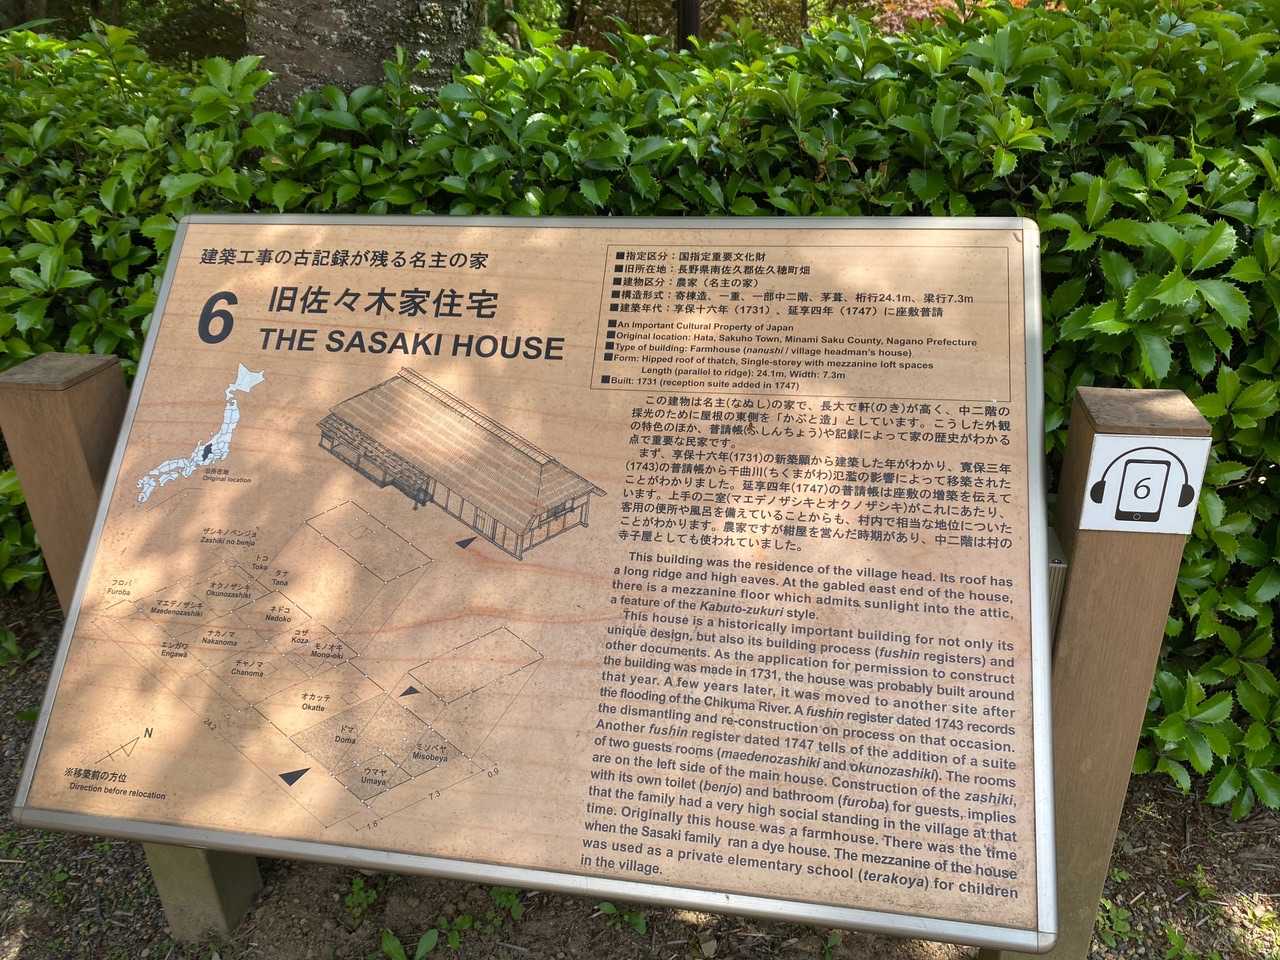 建築工事の古記録が残る名主の家
6
旧佐々木家住宅
THE SASAKI HOUSE
■指定区分：国指定重要文化財
■旧所在地：長野県南佐久郡佐久穂町畑
■建物区分：農家（名主の家）
■構造形式：寄棟造、一重、一部中二階、茅葺、桁行24.1m、梁行7.3m
■建築年代：享保十六年（1731）、延享四年（1747）に座敷普請
■An Important Cultural Property of Japan
■Original location: Hata, Sakuho Town, Minami Saku County, Nagano Prefecture
■Type of building: Farmhouse (nanushi / village headman's house)
■Form: Hipped roof of thatch, Single-storey with mezzanine loft spaces
Length (parallel to ridge): 24.1m, Width: 7.3m
■Built: 1731 (reception suite added in 1747)
この建物は名主(なぬし)の家で、長大で軒(のき)が高く、中二階の
採光のために屋根の東側を「かぶと造」としています。こうした外観
の特色のほか、普請帳(ふしんちょう)や記録によって家の歴史がわかる
点で重要な民家です。
まず、享保十六年(1731)の新築願から建築した年がわかり、寛保三年
(1743)の普請帳から千曲川(ちくまがわ)氾濫の影響によって移築された
ことがわかりました。延享四年(1747)の普請帳は座敷の増築を伝えて
います。上手の二室(マエデノザシキとオクノザシキ)がこれにあたり、
客用の便所や風呂を備えていることからも、村内で相当な地位についた
ことがわかります。農家ですが紺屋を営んだ時期があり、中二階は村の
寺子屋としても使われていました。
This building was the residence of the village head. Its roof has
a long ridge and high eaves. At the gabled east end of the house,
there is a mezzanine floor which admits sunlight into the attic,
a feature of the Kabuto-zukuri style.
This house is a historically important building for not only its
unique design, but also its building process (fushin registers) and
other documents. As the application for permission to construct
the building was made in 1731, the house was probably built around
that year. A few years later, it was moved to another site after
the flooding of the Chikuma River. A fushin register dated 1743 records
the dismantling and re-construction on process on that occasion.
Another fushin register dated 1747 tells of the addition of a suite
of two guests rooms (maedenozashiki and okunozashiki). The rooms
are on the left side of the main house. Construction of the zashiki,
with its own toilet (benjo) and bathroom (furoba) for guests, implies
that the family had a very high social standing in the village at that
time. Originally this house was a farmhouse. There was the time
when the Sasaki family ran a dye house. The mezzanine of the house
was used as a private elementary school (terakoya) for children
in the village.
旧所在地
Original location
ザシキノベンジョ
Zashiki no benjo
トコ
Toko
タナ
Tana
フロバ
Furoba
オクノザシキ
Okunozashiki
マエデノザシキ
Maedenozashiki
ネドコ
Nedoko
コザ
Koza
ナカノマ
Nakanoma
モノオキ
Mono-oki
エンガワ
Engawa
チャノマ
Chanoma
オカッテ
Okatte
ドマ
Doma
ミソベヤ
Misobeya
ウマヤ
Umaya
24.2
0.9
7.3
1.6
N
※移築前の方位
Direction before relocation
6